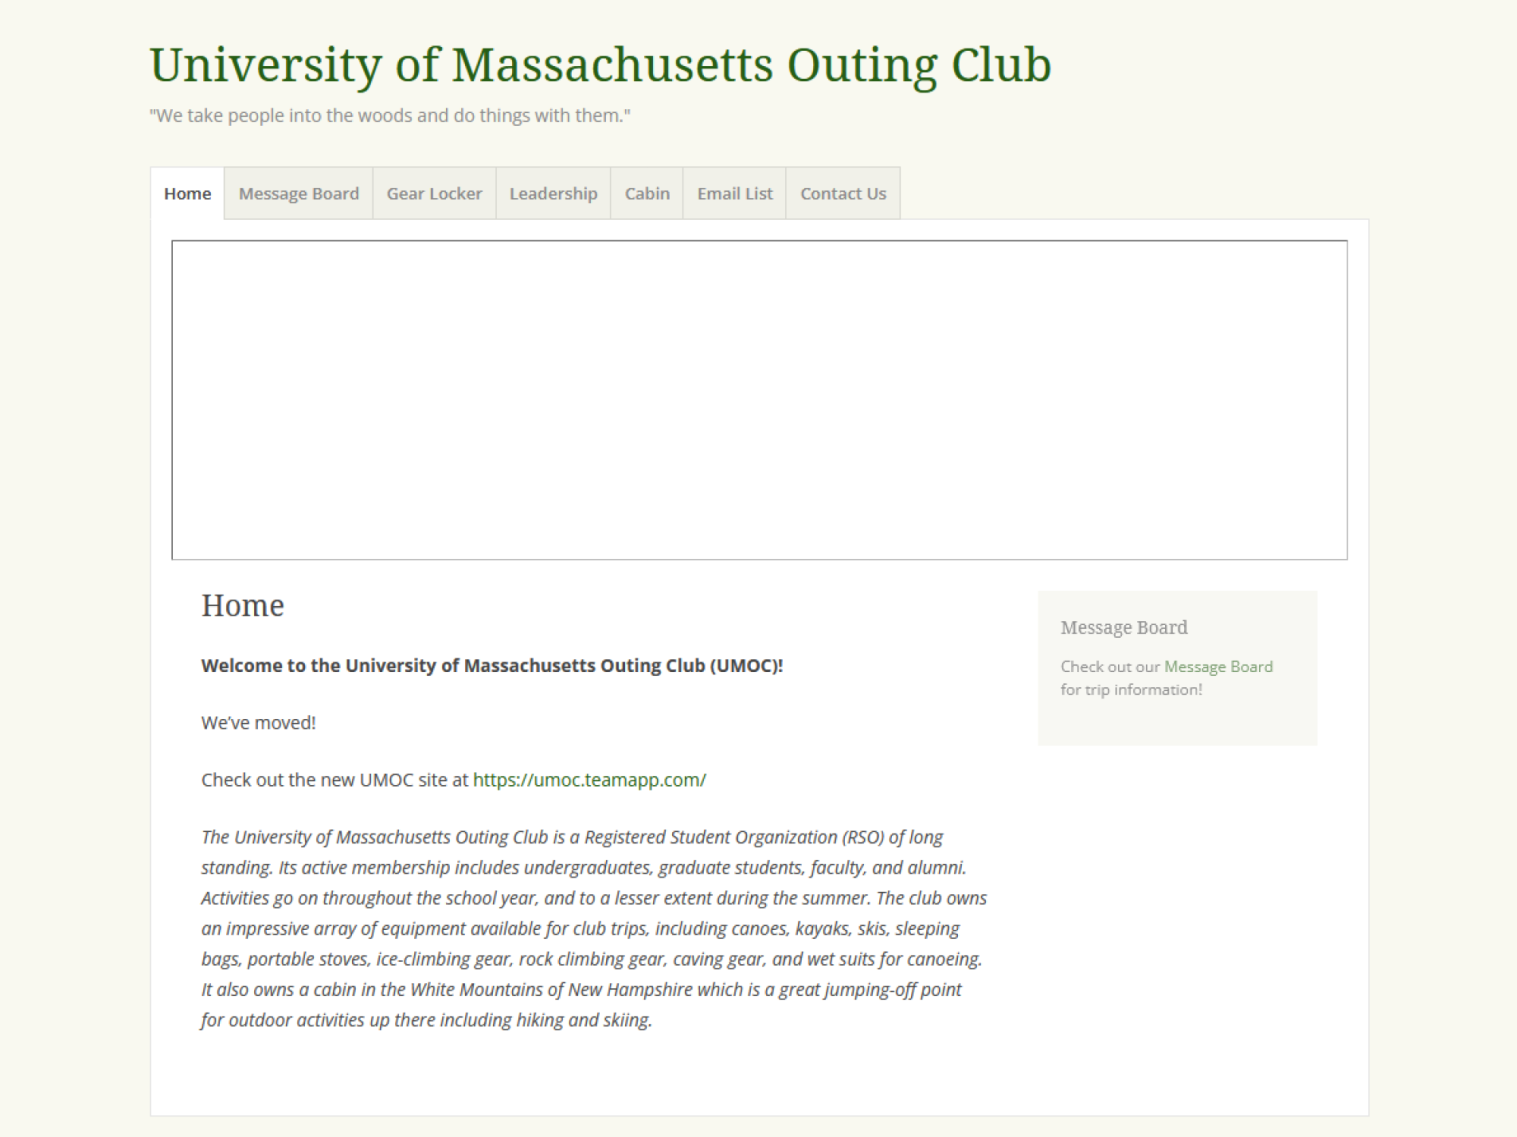 University of Massachusetts Outing Club
"We take people into the woods and do things with them."
Home
Message Board
Gear Locker
Leadership
Cabin
Email List
Contact Us
Home
Welcome to the University of Massachusetts Outing Club (UMOC)!
We’ve moved!
Check out the new UMOC site at https://umoc.teamapp.com/
The University of Massachusetts Outing Club is a Registered Student Organization (RSO) of long
standing. Its active membership includes undergraduates, graduate students, faculty, and alumni.
Activities go on throughout the school year, and to a lesser extent during the summer. The club owns
an impressive array of equipment available for club trips, including canoes, kayaks, skis, sleeping
bags, portable stoves, ice-climbing gear, rock climbing gear, caving gear, and wet suits for canoeing.
It also owns a cabin in the White Mountains of New Hampshire which is a great jumping-off point
for outdoor activities up there including hiking and skiing.
Message Board
Check out our Message Board
for trip information!